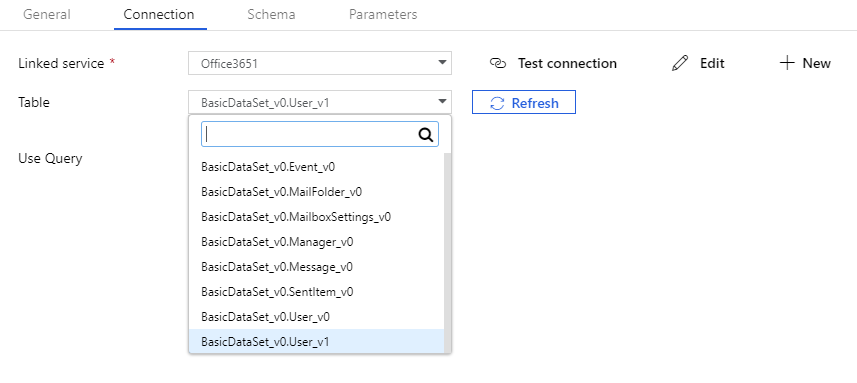 General Connection Schema Parameters
Linked service * Office3651 Test connection Edit New
Table BasicDataSet_v0.User_v1 Refresh
BasicDataSet_v0.Event_v0
Use Query
BasicDataSet_v0.MailFolder_v0
BasicDataSet_v0.MailboxSettings_v0
BasicDataSet_v0.Manager_v0
BasicDataSet_v0.Message_v0
BasicDataSet_v0.SentItem_v0
BasicDataSet_v0.User_v0
BasicDataSet_v0.User_v1